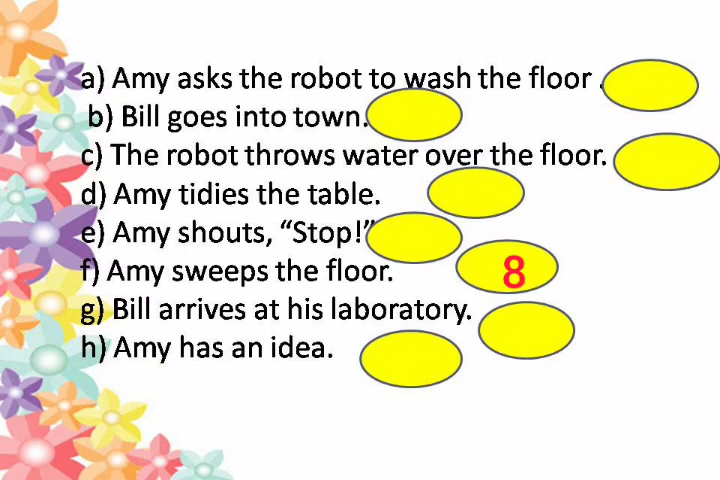 a) Amy asks the robot to wash the floor .
b) Bill goes into town.
c) The robot throws water over the floor.
d) Amy tidies the table.
e) Amy shouts, “Stop!”
f) Amy sweeps the floor. 8
g) Bill arrives at his laboratory.
h) Amy has an idea.